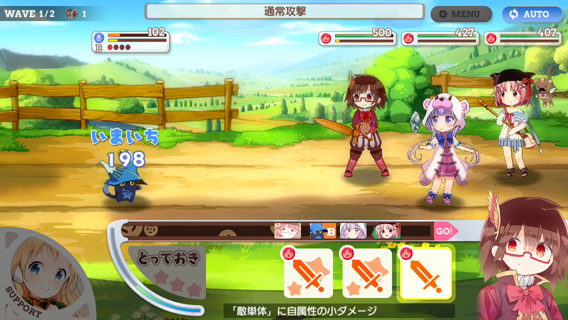 WAVE 1/2 1
通常攻撃
MENU
AUTO
102
B
500
427
407
いまいち
198
B
GO!
とっておき
SUPPORT
「敵単体」に自属性の小ダメージ